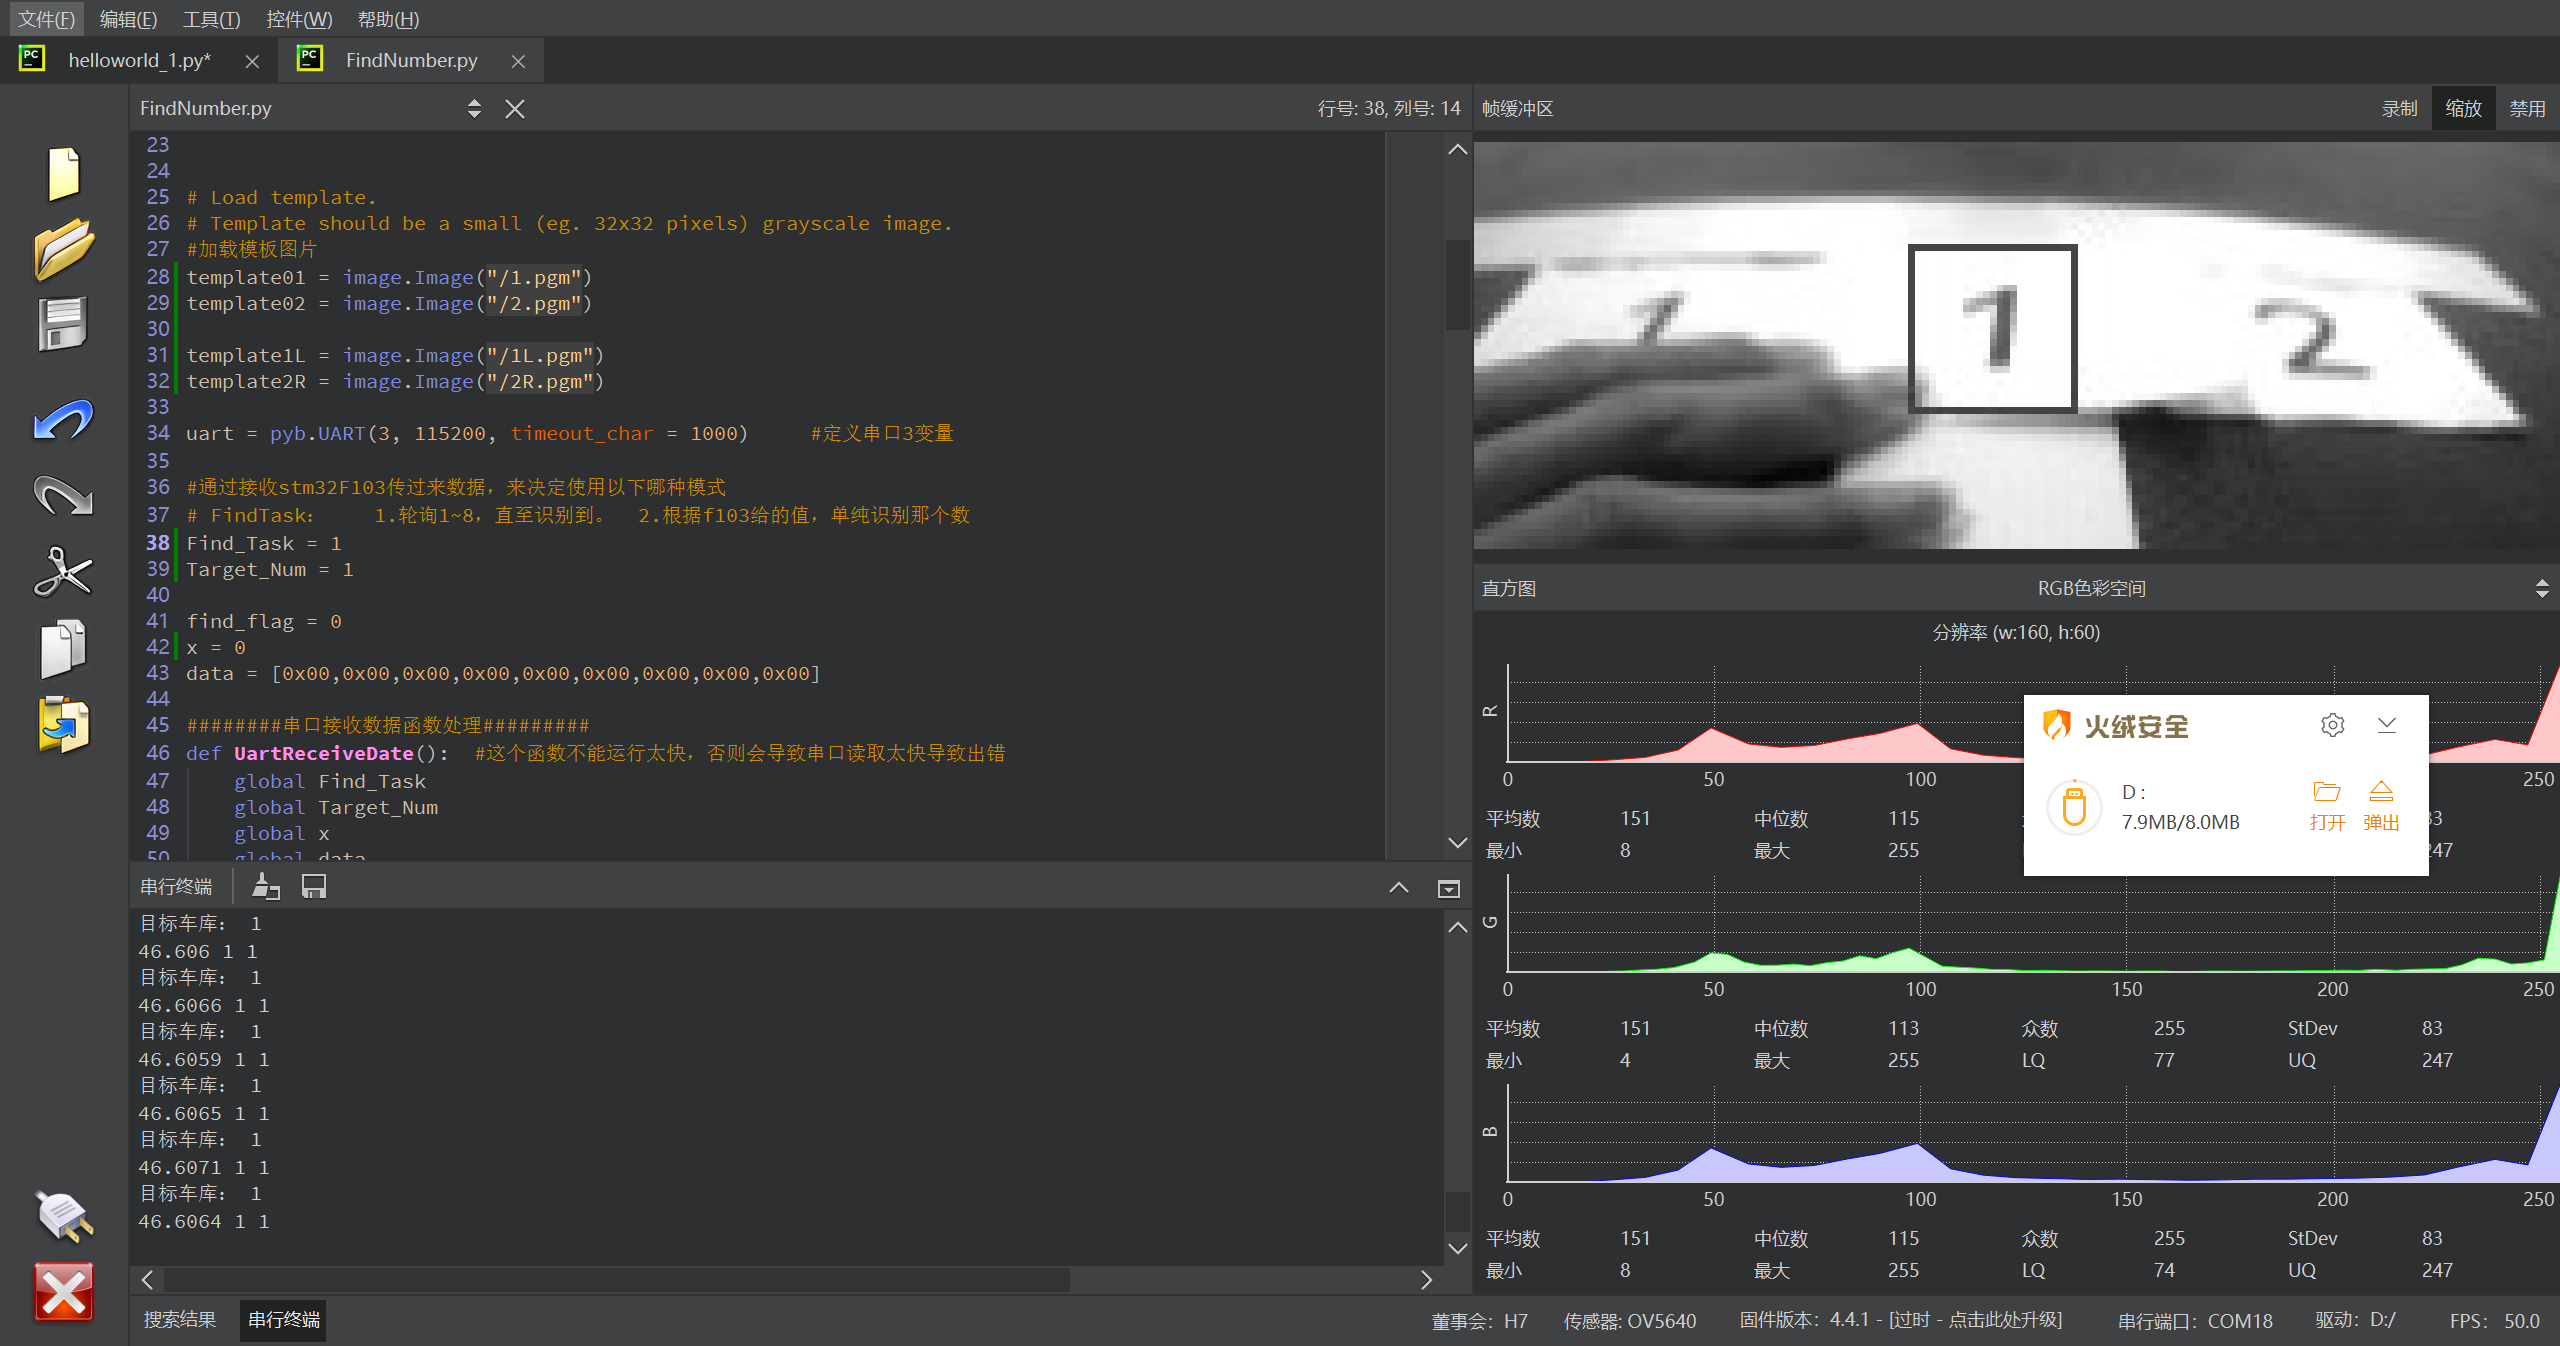 文件(F) 编辑(E) 工具(T) 控件(W) 帮助(H)
helloworld_1.py* FindNumber.py
FindNumber.py 行号: 38, 列号: 14
23
24
25 # Load template.
26 # Template should be a small (eg. 32x32 pixels) grayscale image.
27 #加载模板图片
28 template01 = image.Image("/1.pgm")
29 template02 = image.Image("/2.pgm")
30
31 template1L = image.Image("/1L.pgm")
32 template2R = image.Image("/2R.pgm")
33
34 uart = pyb.UART(3, 115200, timeout_char = 1000) #定义串口3变量
35
36 #通过接收stm32F103传过来数据，来决定使用以下哪种模式
37 # FindTask： 1.轮询1~8，直至识别到。 2.根据f103给的值，单纯识别那个数
38 Find_Task = 1
39 Target_Num = 1
40
41 find_flag = 0
42 x = 0
43 data = [0x00,0x00,0x00,0x00,0x00,0x00,0x00,0x00,0x00]
44
45 ########串口接收数据函数处理#########
46 def UartReceiveDate(): #这个函数不能运行太快，否则会导致串口读取太快导致出错
47 global Find_Task
48 global Target_Num
49 global x
50 global data
串行终端
目标车库： 1
46.606 1 1
目标车库： 1
46.6066 1 1
目标车库： 1
46.6059 1 1
目标车库： 1
46.6065 1 1
目标车库： 1
46.6071 1 1
目标车库： 1
46.6064 1 1
搜索结果 串行终端
帧缓冲区 录制 缩放 禁用
1 1 2
直方图 RGB色彩空间
分辨率 (w:160, h:60)
R
0 50 100 250
平均数 151 中位数 115
最小 8 最大 255 247
火绒安全
D :
7.9MB/8.0MB
打开 弹出
G
0 50 100 150 200 250
平均数 151 中位数 113 众数 255 StDev 83
最小 4 最大 255 LQ 77 UQ 247
B
0 50 100 150 200 250
平均数 151 中位数 115 众数 255 StDev 83
最小 8 最大 255 LQ 74 UQ 247
董事会：H7 传感器: OV5640 固件版本：4.4.1 - [过时 - 点击此处升级] 串行端口：COM18 驱动：D:/ FPS： 50.0